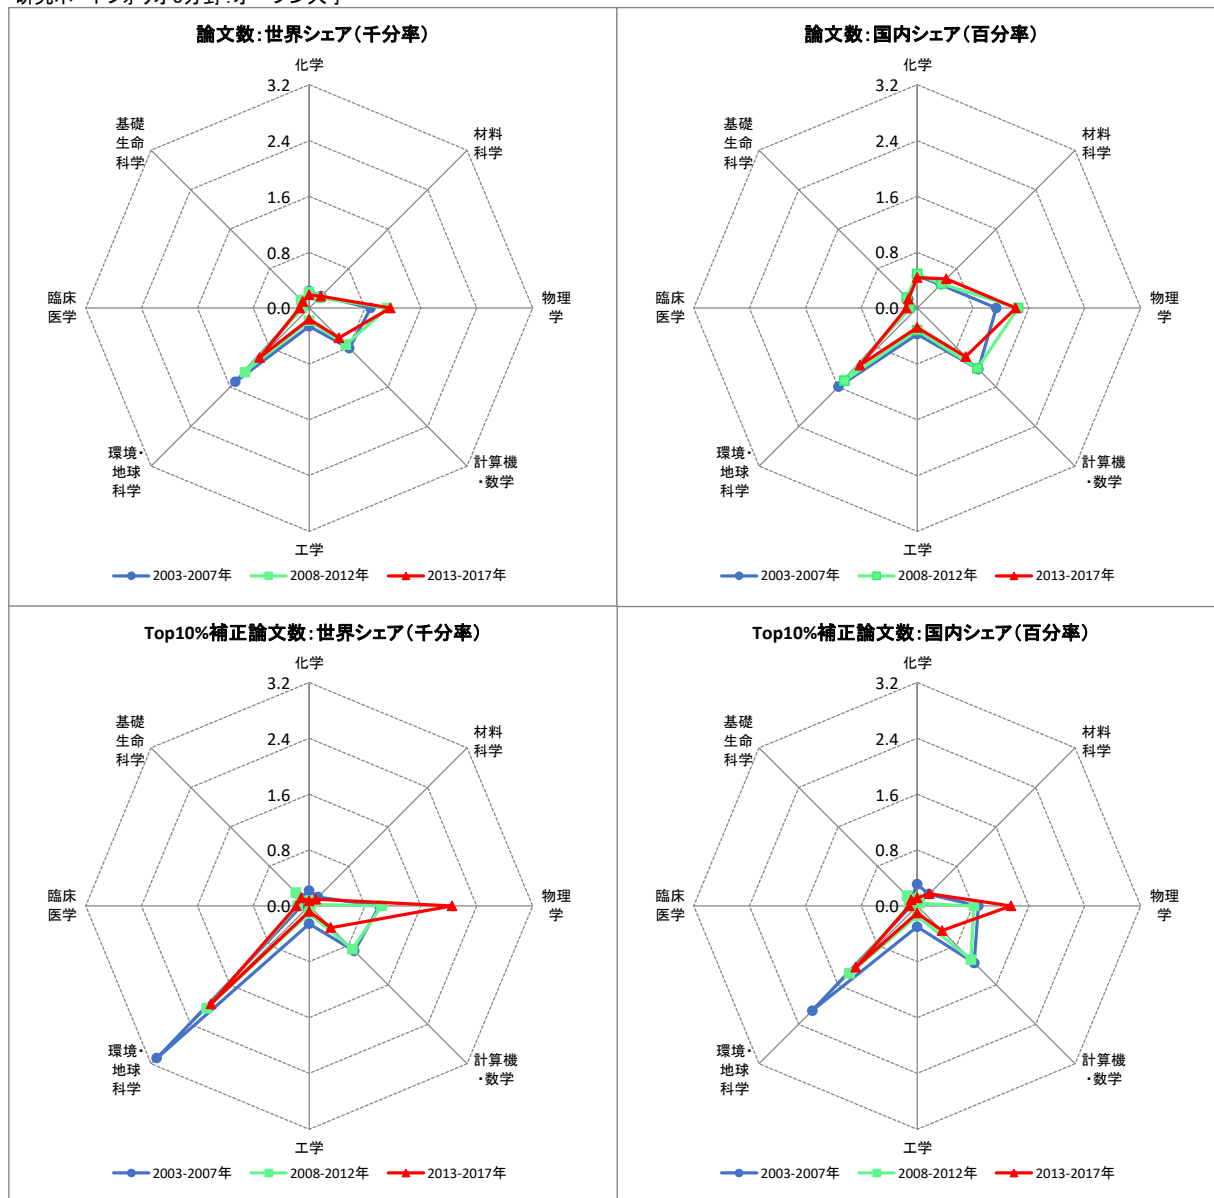 論文数：世界シェア（千分率）
化学
3.2
2.4
1.6
0.8
0.0
材料
科学
物理
学
計算機
・数学
工学
環境・
地球
科学
臨床
医学
基礎
生命
科学
2003-2007年
2008-2012年
2013-2017年
論文数：国内シェア（百分率）
化学
3.2
2.4
1.6
0.8
0.0
材料
科学
物理
学
計算機
・数学
工学
環境・
地球
科学
臨床
医学
基礎
生命
科学
2003-2007年
2008-2012年
2013-2017年
Top10%補正論文数：世界シェア（千分率）
化学
3.2
2.4
1.6
0.8
0.0
材料
科学
物理
学
計算機
・数学
工学
環境・
地球
科学
臨床
医学
基礎
生命
科学
2003-2007年
2008-2012年
2013-2017年
Top10%補正論文数：国内シェア（百分率）
化学
3.2
2.4
1.6
0.8
0.0
材料
科学
物理
学
計算機
・数学
工学
環境・
地球
科学
臨床
医学
基礎
生命
科学
2003-2007年
2008-2012年
2013-2017年